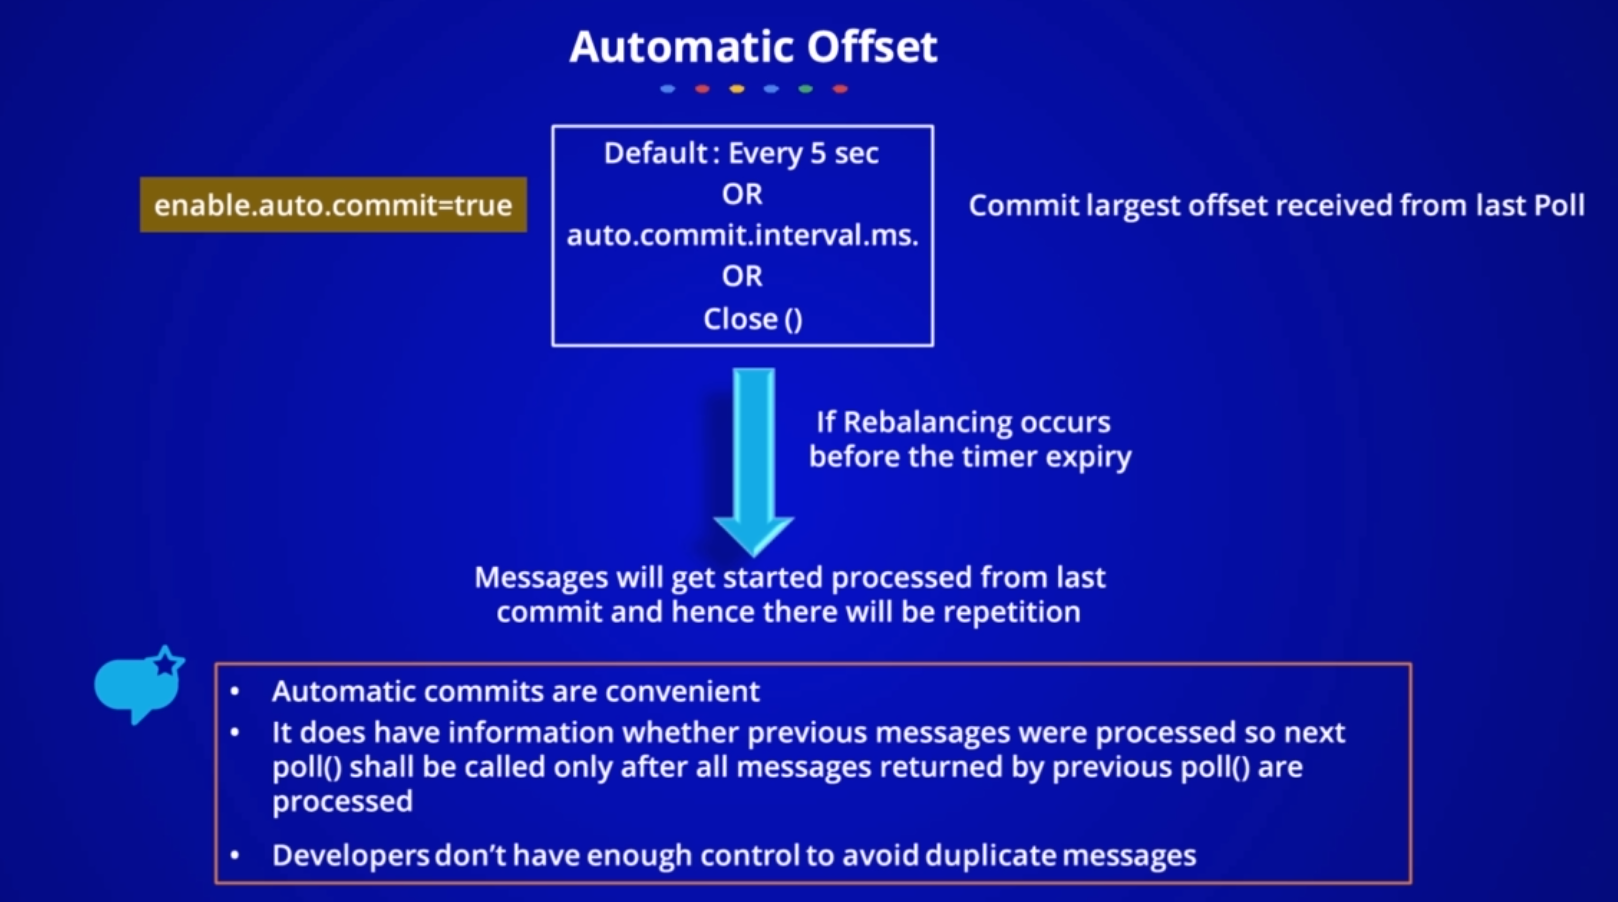 Automatic Offset
enable.auto.commit=true
Default : Every 5 sec
OR
auto.commit.interval.ms.
OR
Close ()
Commit largest offset received from last Poll
If Rebalancing occurs
before the timer expiry
Messages will get started processed from last
commit and hence there will be repetition
• Automatic commits are convenient
• It does have information whether previous messages were processed so next
poll() shall be called only after all messages returned by previous poll() are
processed
• Developers don’t have enough control to avoid duplicate messages